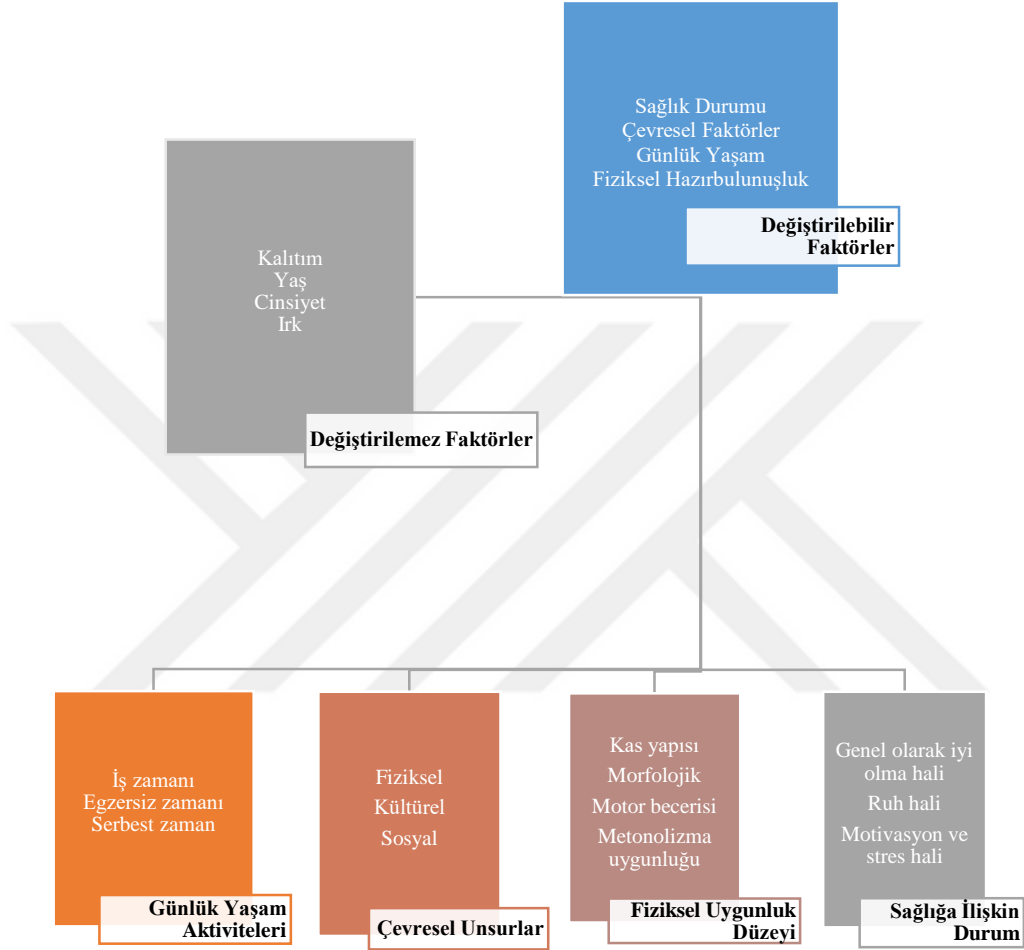 Sağlık Durumu
Çevresel Faktörler
Günlük Yaşam
Fiziksel Hazırbulunuşluk
Değiştirilebilir
Faktörler
Kalıtım
Yaş
Cinsiyet
Irk
Değiştirilemez Faktörler
İş zamanı
Egzersiz zamanı
Serbest zaman
Günlük Yaşam
Aktiviteleri
Fiziksel
Kültürel
Sosyal
Çevresel Unsurlar
Kas yapısı
Morfolojik
Motor becerisi
Metonolizma
uygunluğu
Fiziksel Uygunluk
Düzeyi
Genel olarak iyi
olma hali
Ruh hali
Motivasyon ve
stres hali
Sağlığa İlişkin
Durum